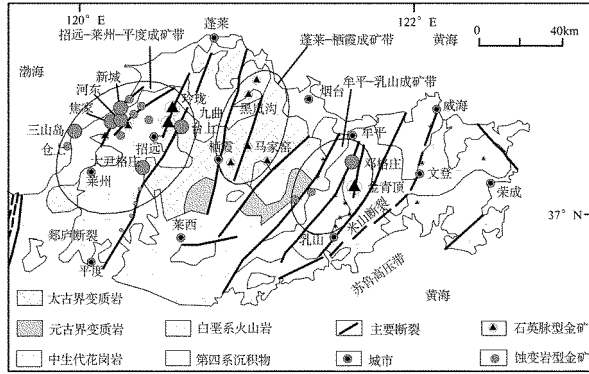 120° E
122° E
0 40km
招远–莱州–平度成矿带
蓬莱
蓬莱–栖霞成矿带
黄海
渤海
牟平–乳山成矿带
新城
河东
焦家
玲珑
黑岚沟
烟台
威海
三山岛
九曲
台上
牟平
仓上
招远
栖霞
马家窑
大尹格庄
邓格庄
莱州
金青顶
文登
荣成
郯庐断裂
莱西
乳山
米山断裂
37° N
平度
苏鲁高压带
黄海
太古界变质岩
元古界变质岩
白垩系火山岩
主要断裂
石英脉型金矿
中生代花岗岩
第四系沉积物
城市
蚀变岩型金矿